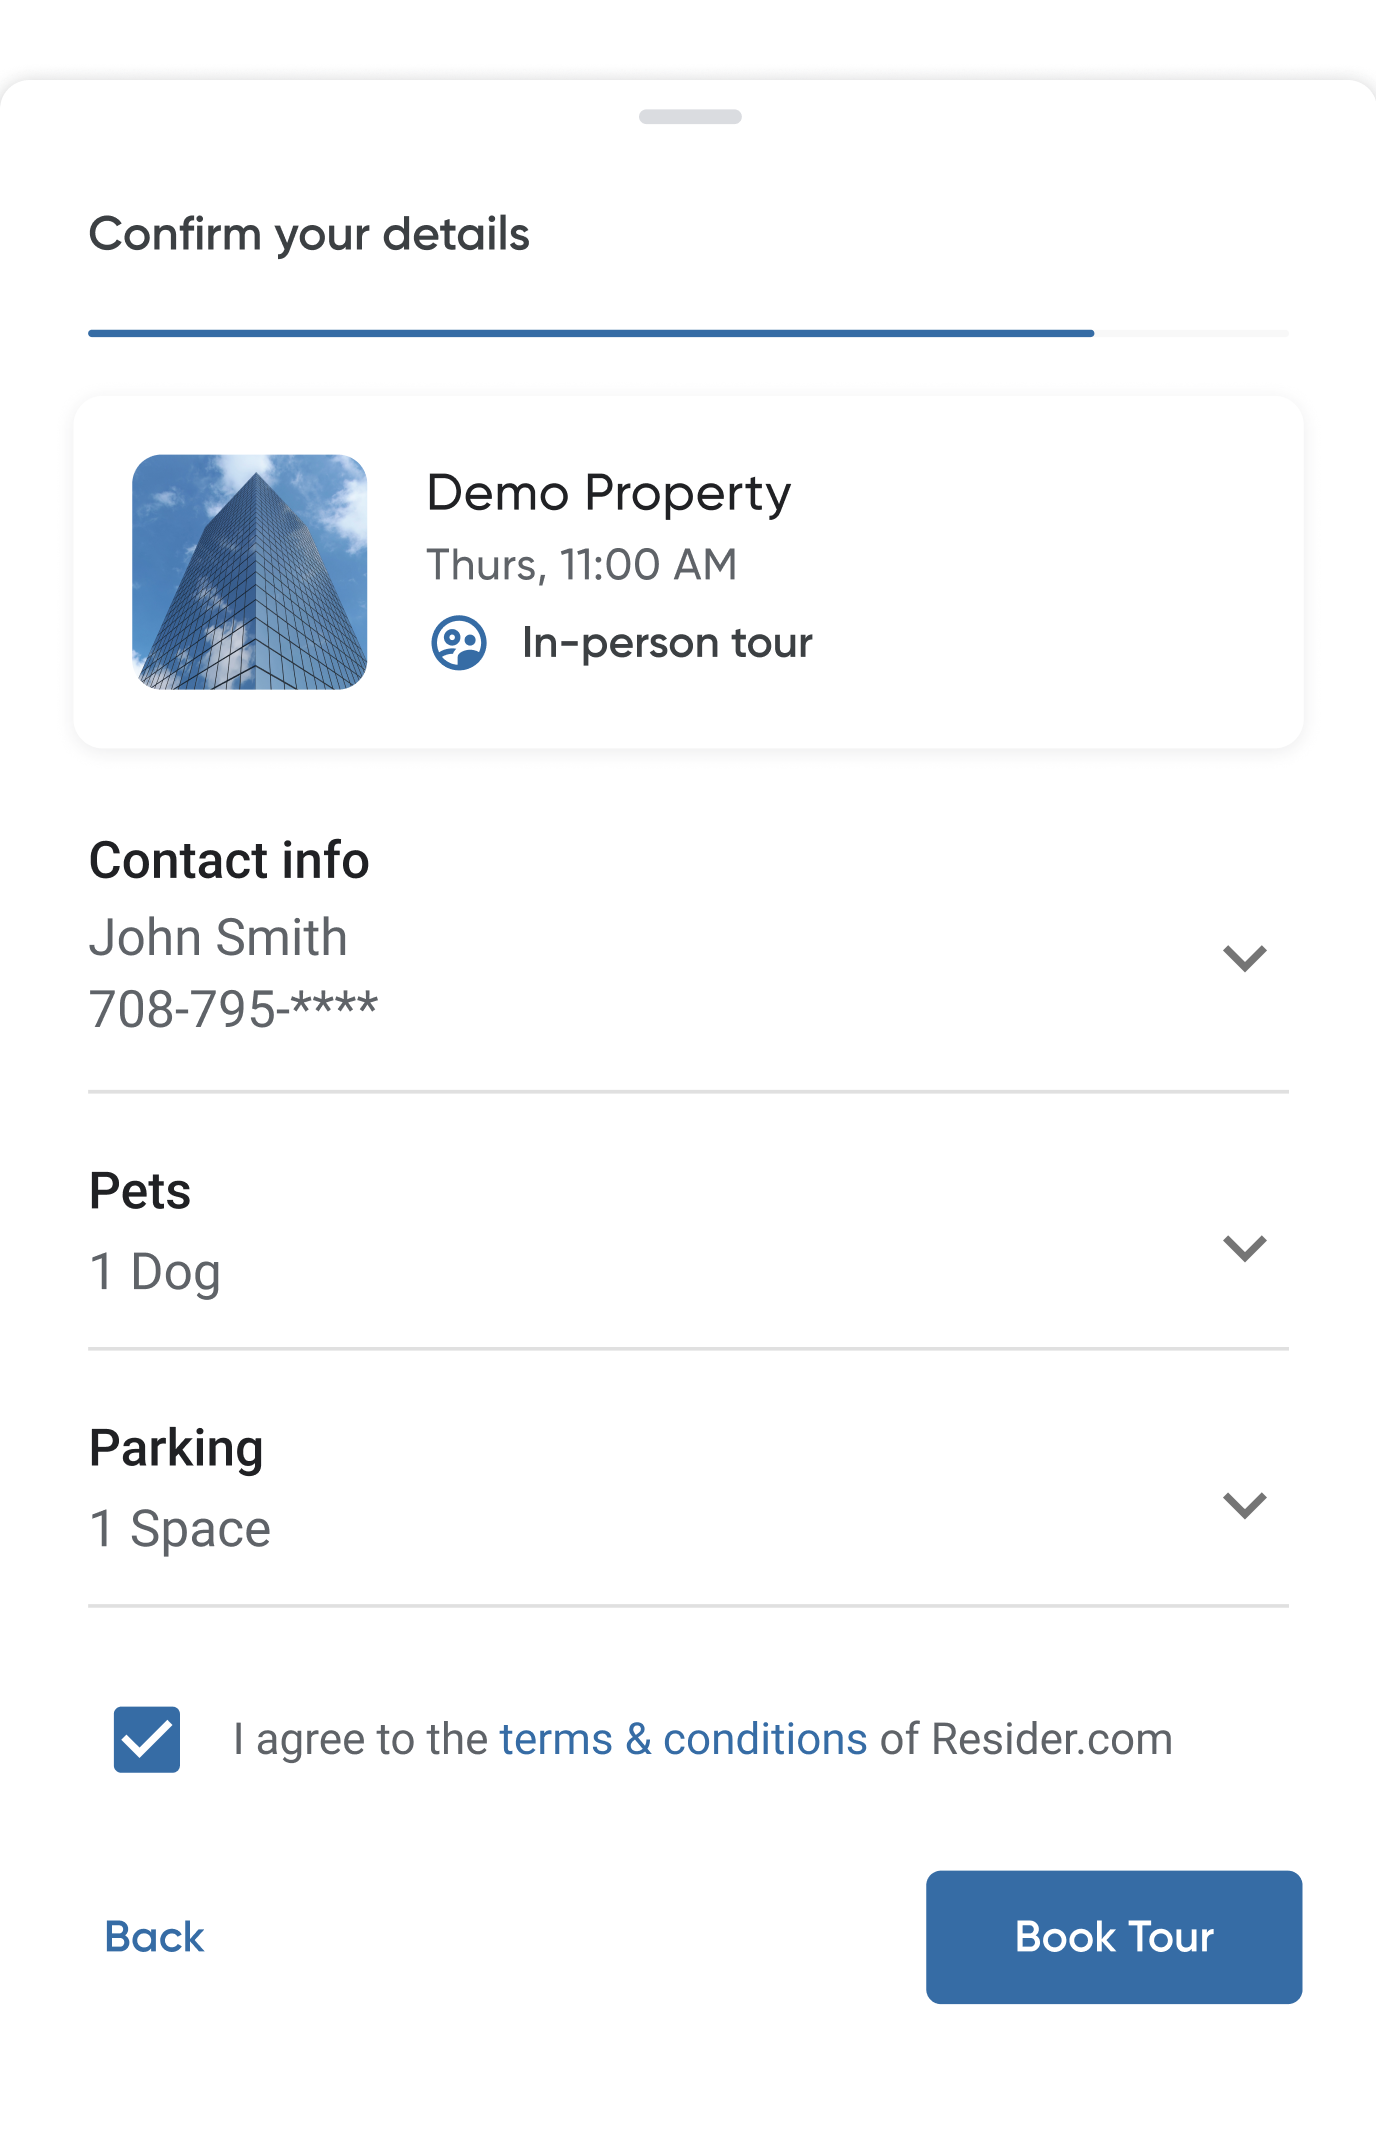 Confirm your details
Demo Property
Thurs, 11:00 AM
In-person tour
Contact info
John Smith
708-795-****
Pets
1 Dog
Parking
1 Space
I agree to the terms & conditions of Resider.com
Back
Book Tour